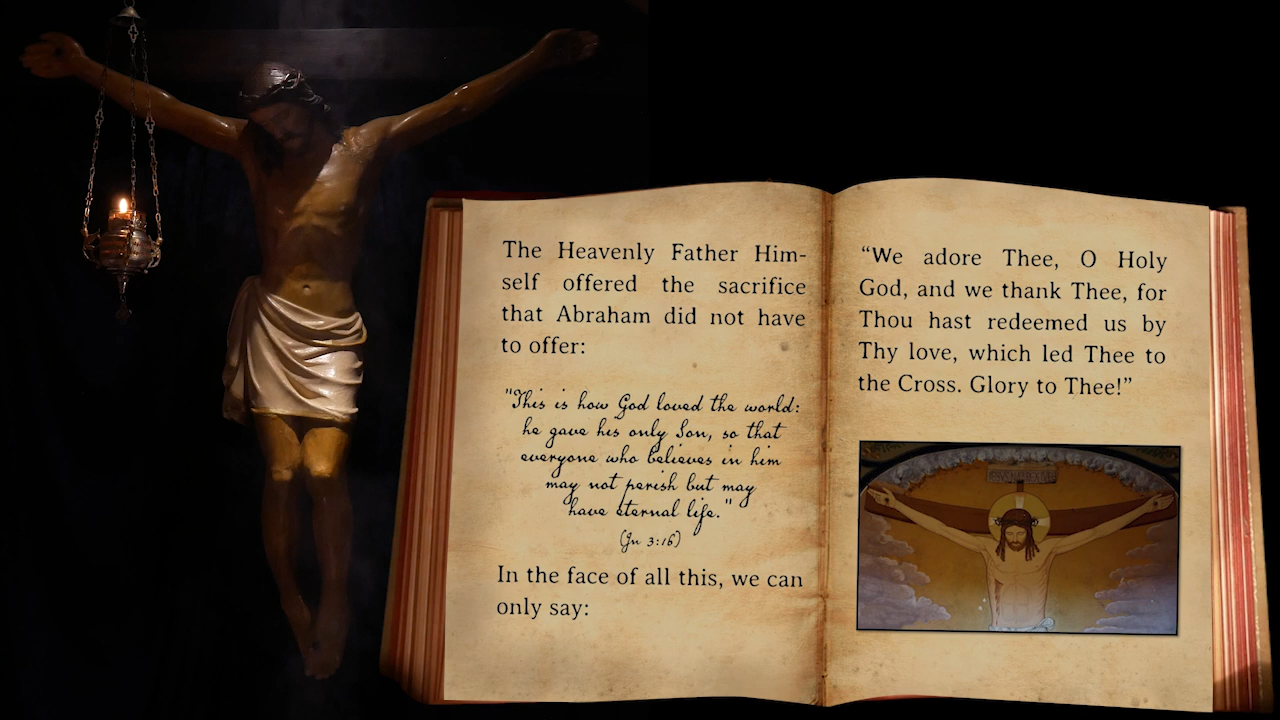 The Heavenly Father Him-
self offered the sacrifice
that Abraham did not have
to offer:
"This is how God loved the world:
he gave his only Son, so that
everyone who believes in him
may not perish but may
have eternal life."
(Jn 3:16)
In the face of all this, we can
only say:
“We adore Thee, O Holy
God, and we thank Thee, for
Thou hast redeemed us by
Thy love, which led Thee to
the Cross. Glory to Thee!”